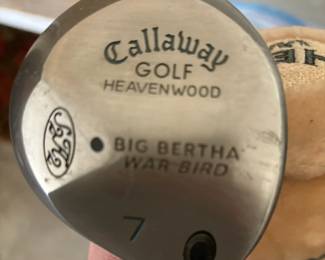 Callaway
GOLF
HEAVENWOOD
BIG BERTHA
WAR BIRD
7